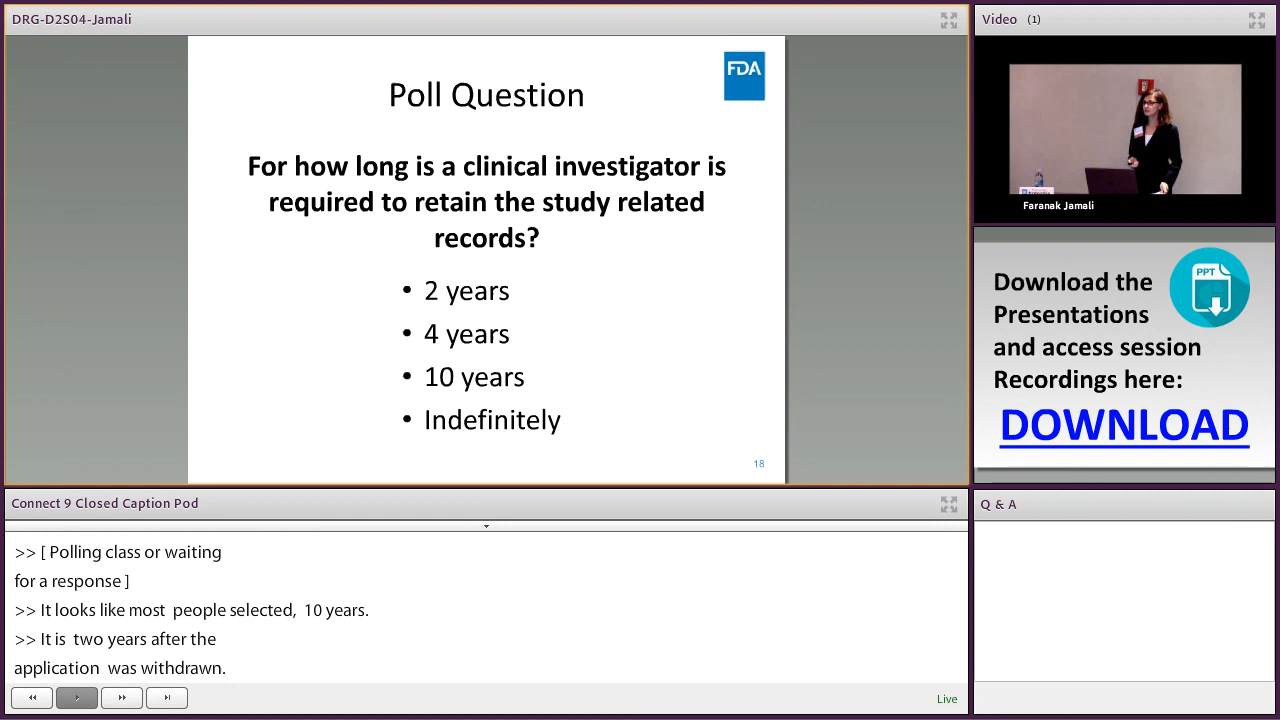 DRG-D2S04-Jamali
FDA
Poll Question
For how long is a clinical investigator is
required to retain the study related
records?
• 2 years
• 4 years
• 10 years
• Indefinitely
18
Video (1)
Faranak Jamali
PPT
Download the
Presentations
and access session
Recordings here:
DOWNLOAD
Connect 9 Closed Caption Pod
>> [ Polling class or waiting
for a response ]
>> It looks like most people selected, 10 years.
>> It is two years after the
application was withdrawn.
Live
Q & A